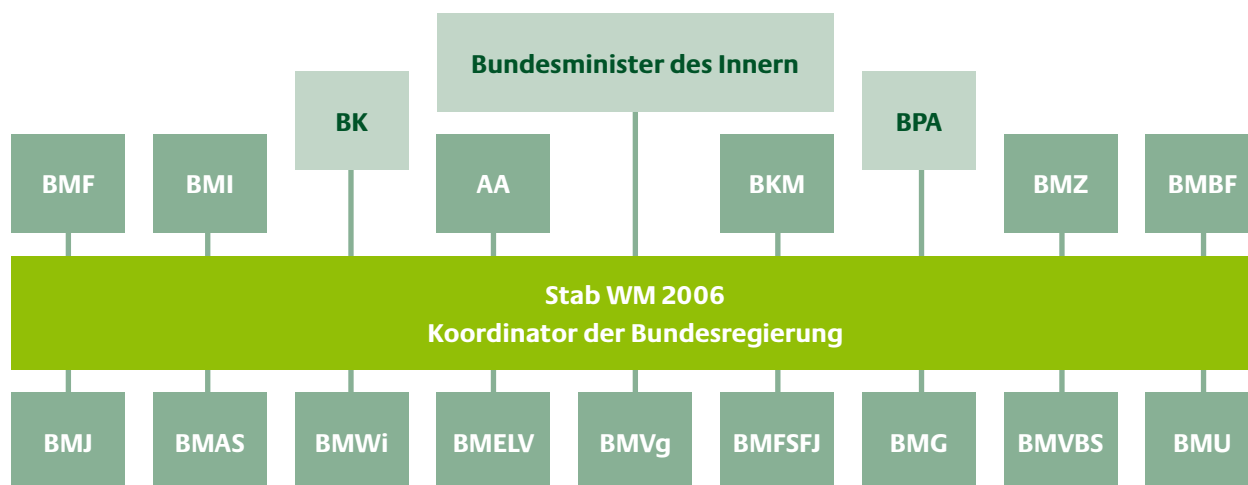 Bundesminister des Innern
BK
BPA
BMF
BMI
AA
BKM
BMZ
BMBF
Stab WM 2006
Koordinator der Bundesregierung
BMJ
BMAS
BMWi
BMELV
BMVg
BMFSFJ
BMG
BMVBS
BMU